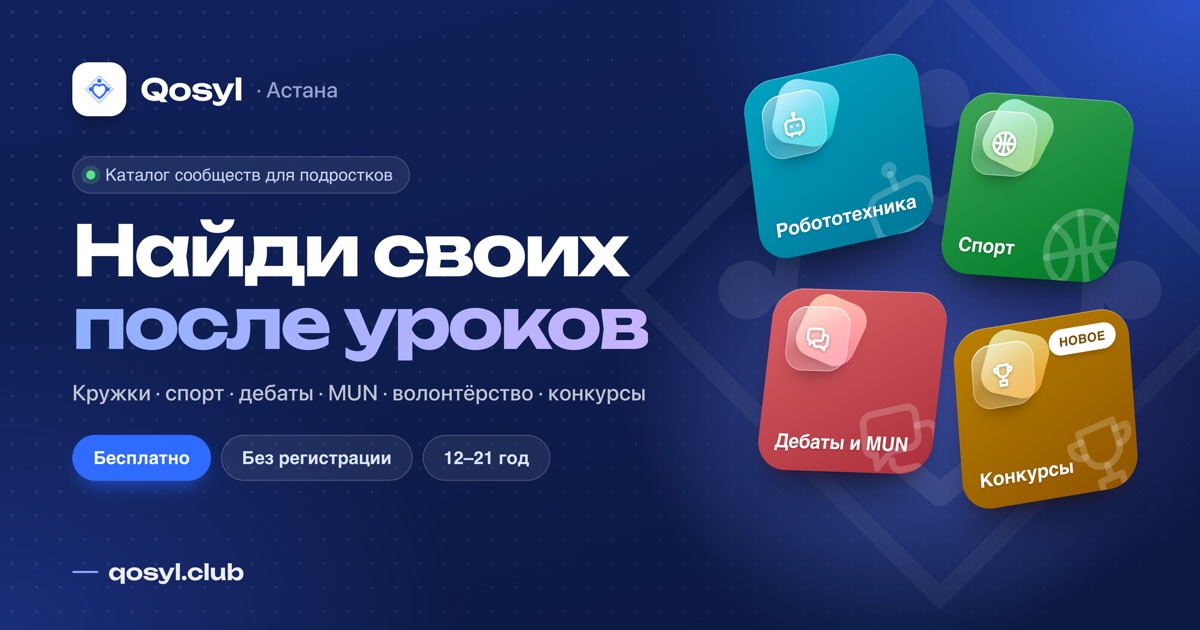 Qosyl · Астана
Каталог сообществ для подростков
Найди своих
после уроков
Кружки · спорт · дебаты · MUN · волонтёрство · конкурсы
Бесплатно
Без регистрации
12–21 год
qosyl.club
Робототехника
Спорт
Дебаты и MUN
НОВОЕ
Конкурсы